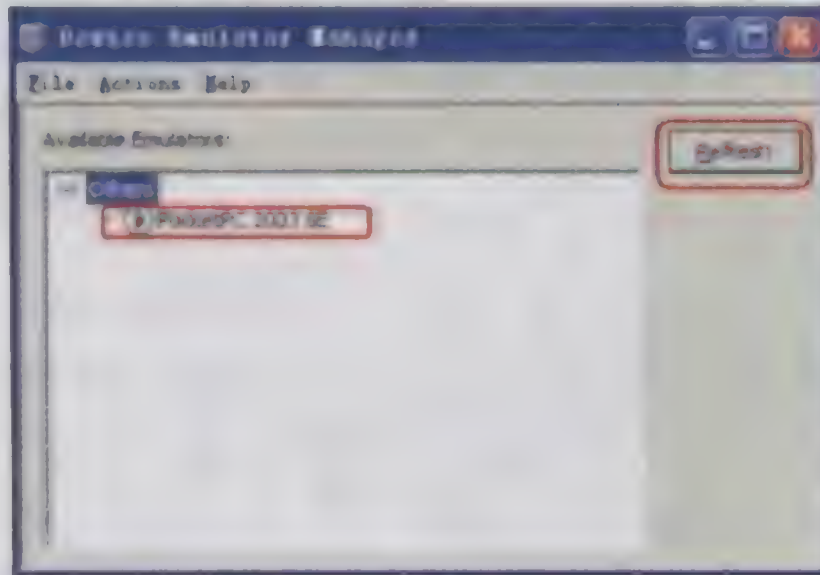 Device Emulator Manager
File Actions Help
Available Emulators:
Refresh
Others
PocketPC 2003 SE